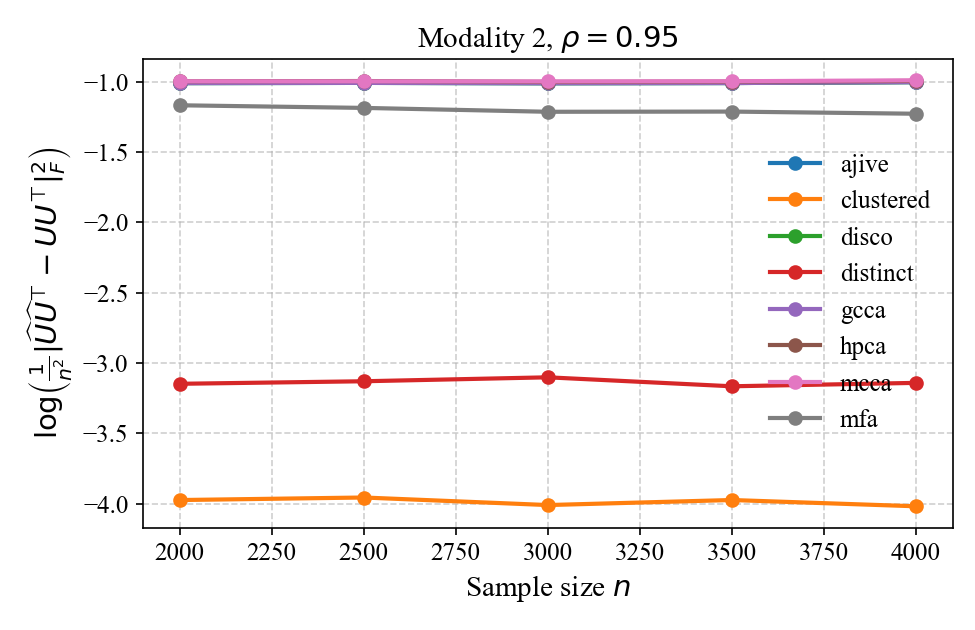 Modality 2, ρ = 0.95
log(1/n² |ÛÛ⊤ − UU⊤|²_F)
−1.0
−1.5
−2.0
−2.5
−3.0
−3.5
−4.0
ajive
clustered
disco
distinct
gcca
hpca
mcca
mfa
2000 2250 2500 2750 3000 3250 3500 3750 4000
Sample size n